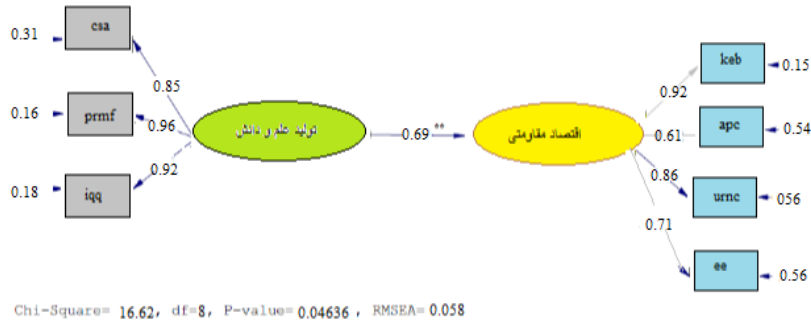 csa
0.31
0.85
keb
0.15
0.92
prmf
0.16
0.96
تولید علم و دانش
0.69 **
اقتصاد مقاومتی
0.61
apc
0.54
iqq
0.18
0.92
0.86
urnc
056
0.71
ee
0.56
Chi-Square= 16.62, df=8, P-value= 0.04636 , RMSEA= 0.058